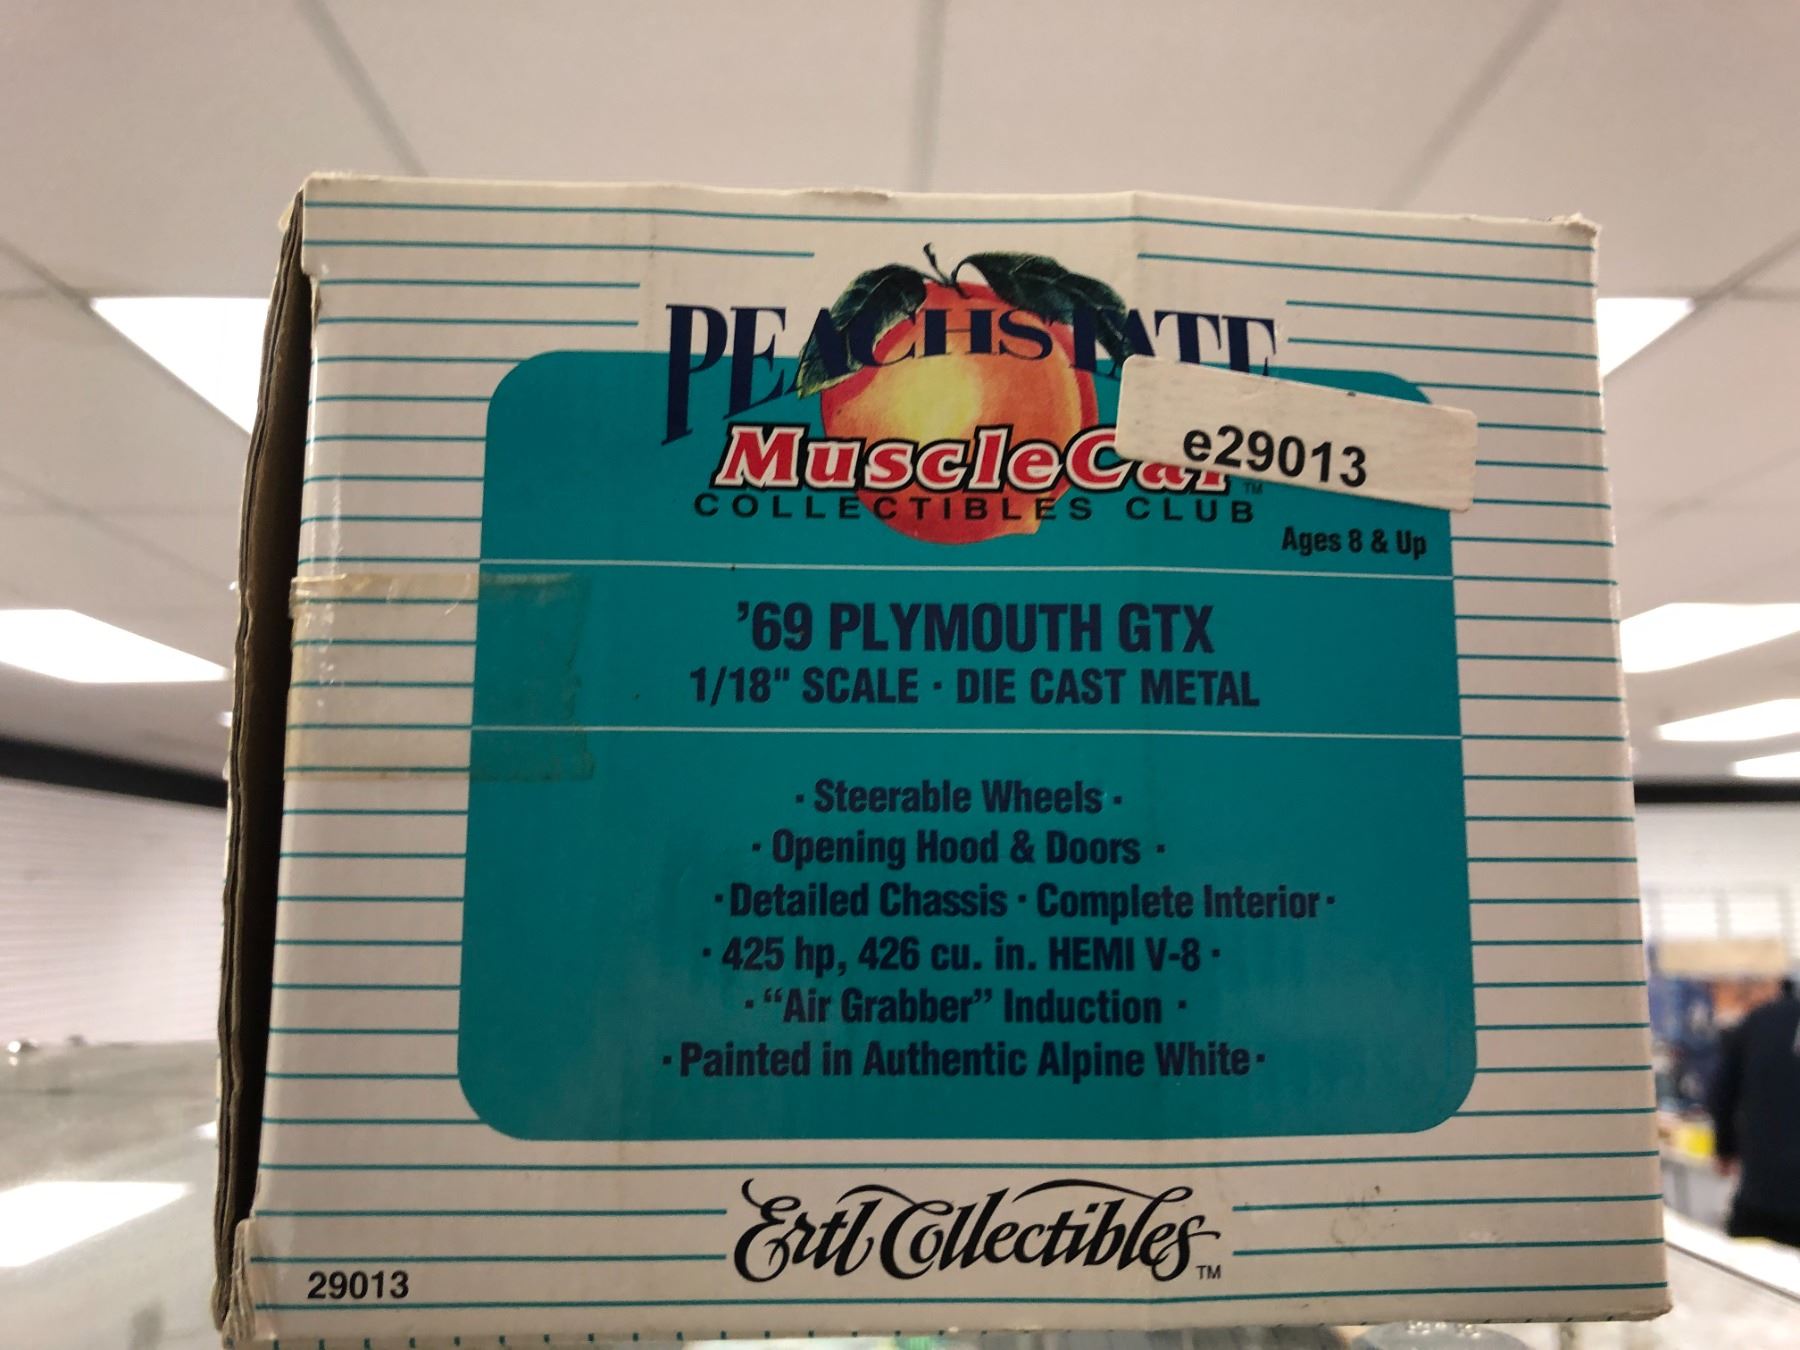 PEACHSTATE
MuscleCar
e29013
COLLECTIBLES CLUB TM
Ages 8 & Up
'69 PLYMOUTH GTX
1/18" SCALE · DIE CAST METAL
· Steerable Wheels ·
· Opening Hood & Doors ·
· Detailed Chassis · Complete Interior ·
· 425 hp, 426 cu. in. HEMI V-8 ·
· “Air Grabber” Induction ·
· Painted in Authentic Alpine White ·
Ertl Collectibles TM
29013